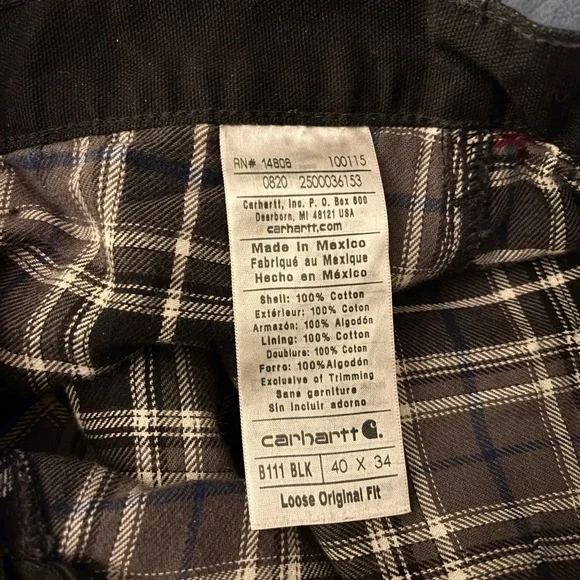 RN# 14806 100115
0820 2500036153
Carhartt, Inc. P. O. Box 600
Dearborn, MI 48121 USA
carhartt.com
Made in Mexico
Fabriqué au Mexique
Hecho en México
Shell: 100% Cotton
Extérieur: 100% Coton
Armazón: 100% Algodón
Lining: 100% Cotton
Doublure: 100% Coton
Forro: 100%Algodón
Exclusive of Trimming
Sans garniture
Sin incluir adorno
carhartt
B111 BLK 40 X 34
Loose Original Fit